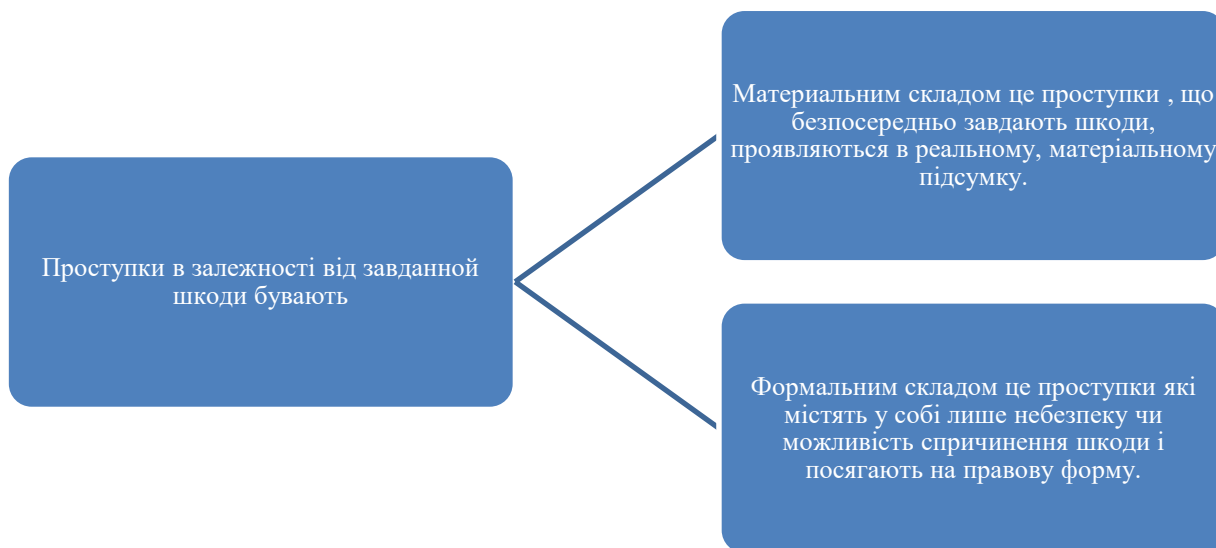 Проступки в залежності від завданной
шкоди бувають
Материальним складом це проступки , що
безпосередньо завдають шкоди,
проявляються в реальному, матеріальному
підсумку.
Формальним складом це проступки які
містять у собі лише небезпеку чи
можливість спричинення шкоди і
посягають на правову форму.